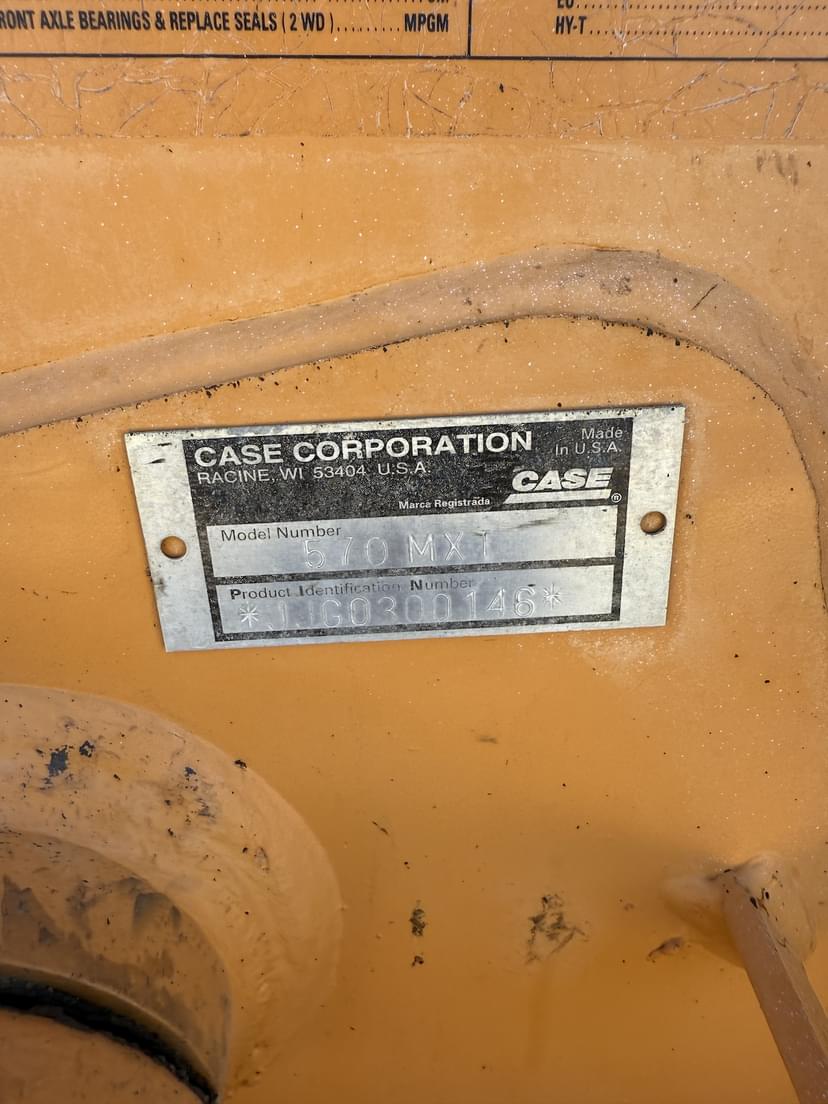 RONT AXLE BEARINGS & REPLACE SEALS ( 2 WD ) ........ MPGM
HY-T
CASE CORPORATION
RACINE, WI 53404 U.S.A.
Made
In U.S.A.
CASE ®
Marca Registrada
Model Number
570 MXT
Product Identification Number
*JJG0300146*